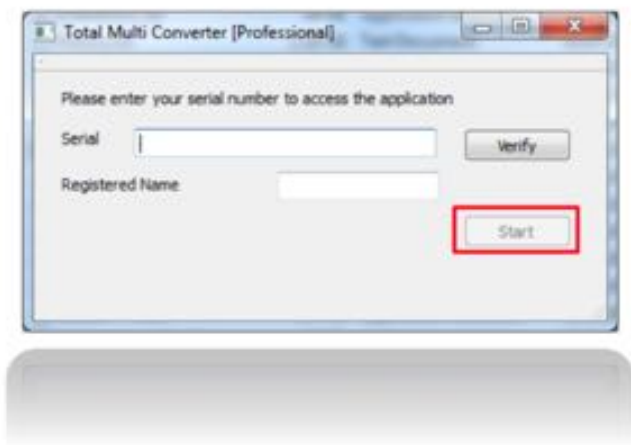 Total Multi Converter [Professional]
Please enter your serial number to access the application
Serial
Verify
Registered Name
Start